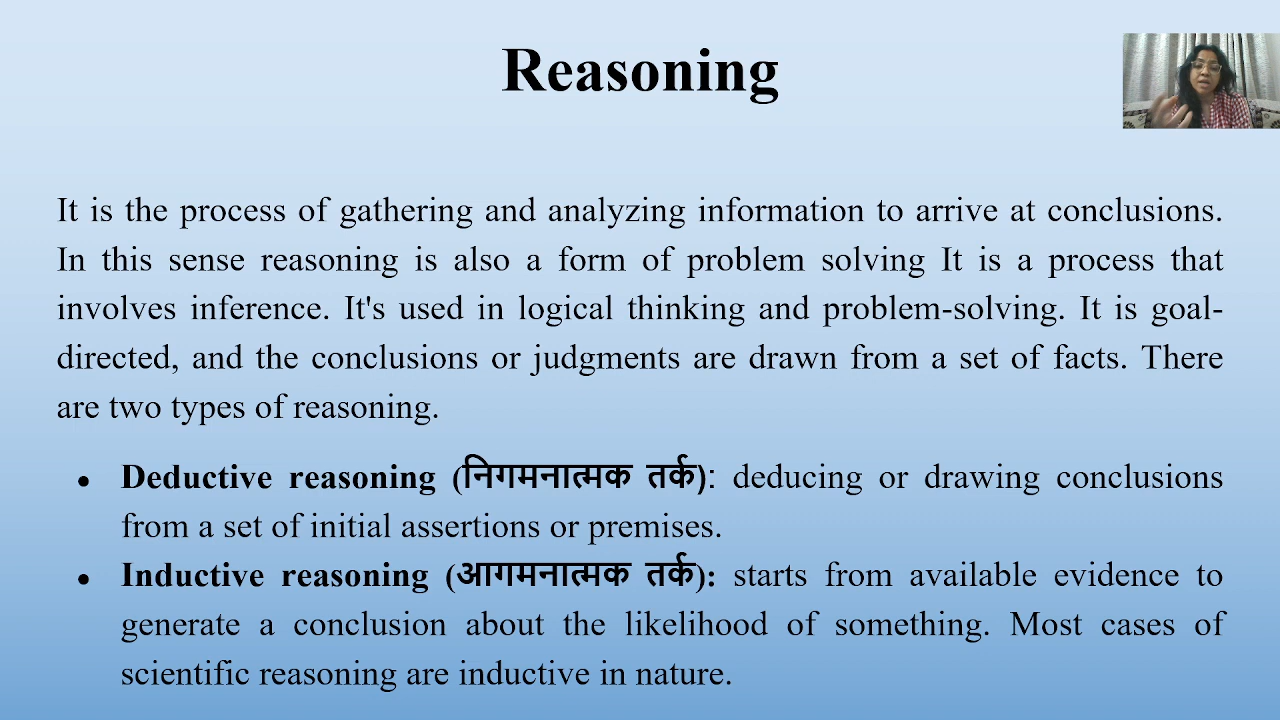 Reasoning
It is the process of gathering and analyzing information to arrive at conclusions.
In this sense reasoning is also a form of problem solving It is a process that
involves inference. It's used in logical thinking and problem-solving. It is goal-
directed, and the conclusions or judgments are drawn from a set of facts. There
are two types of reasoning.
● Deductive reasoning (निगमनात्मक तर्क): deducing or drawing conclusions
from a set of initial assertions or premises.
● Inductive reasoning (आगमनात्मक तर्क): starts from available evidence to
generate a conclusion about the likelihood of something. Most cases of
scientific reasoning are inductive in nature.